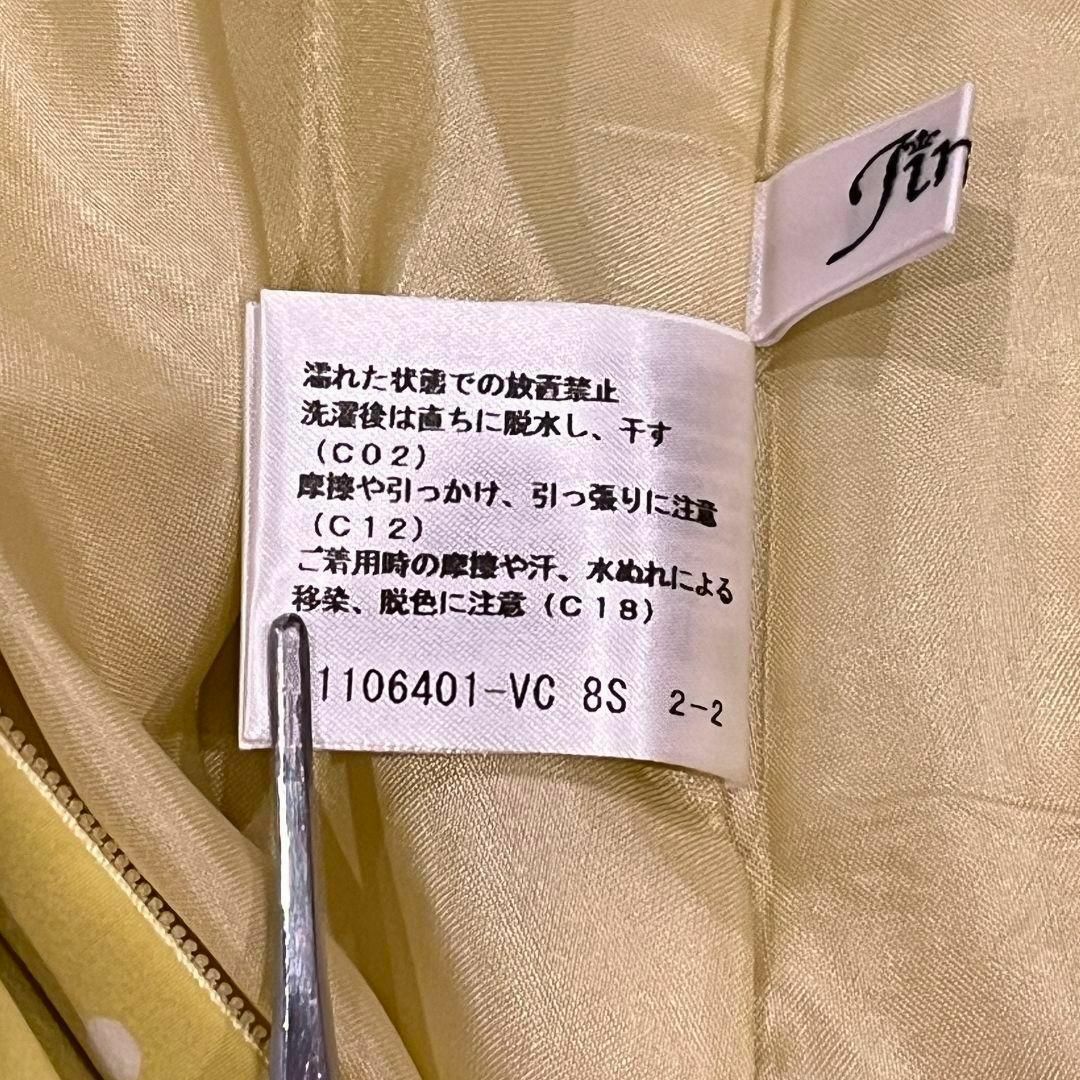 濡れた状態での放置禁止
洗濯後は直ちに脱水し、干す
（C02）
摩擦や引っかけ、引っ張りに注意
（C12）
ご着用時の摩擦や汗、水ぬれによる
移染、脱色に注意（C18）
1106401-VC 8S 2-2